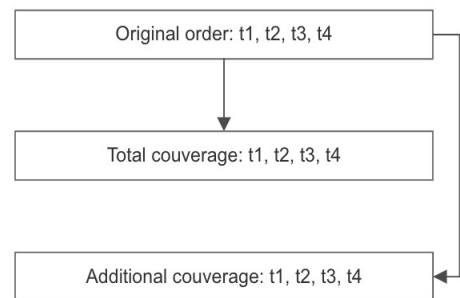 Original order: t1, t2, t3, t4
Total couverage: t1, t2, t3, t4
Additional couverage: t1, t2, t3, t4